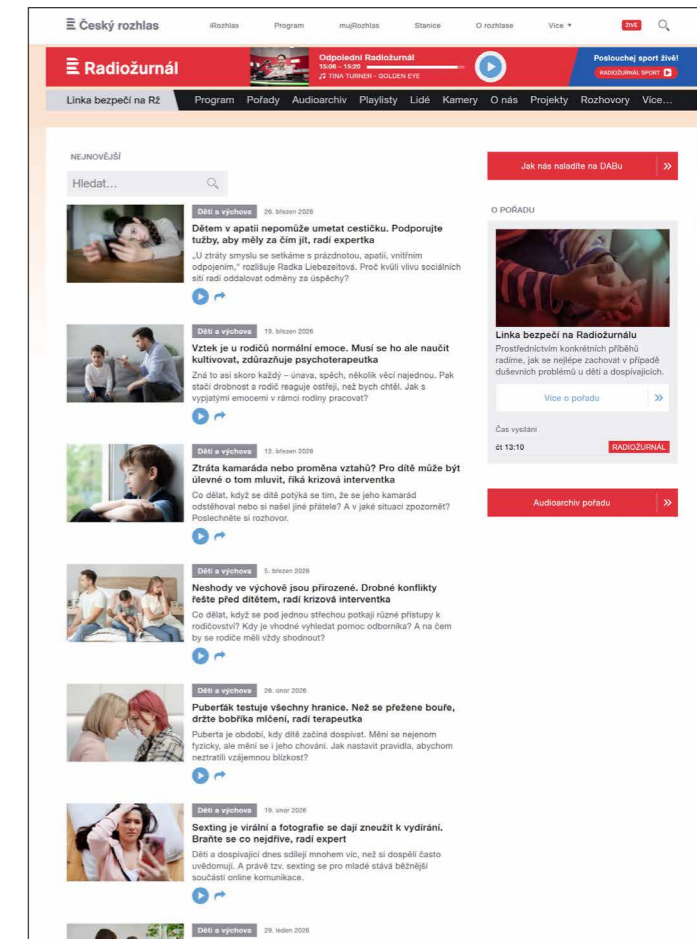 Český rozhlas
iRozhlas Program mujRozhlas Stanice O rozhlase Více
ŽIVĚ
Radiožurnál
Odpolední Radiožurnál
15:06 – 15:20
TINA TURNER - GOLDEN EYE
Poslouchej sport živě!
RADIOŽURNÁL SPORT
Linka bezpečí na Rž Program Pořady Audioarchiv Playlisty Lidé Kamery O nás Projekty Rozhovory Více...
NEJNOVĚJŠÍ
Hledat...
Děti a výchova 26. březen 2026
Dětem v apatii nepomůže umetat cestičku. Podporujte
tužby, aby měly za čím jít, radí expertka
„U ztráty smyslu se setkáme s prázdnotou, apatií, vnitřním
odpojením,“ rozlišuje Radka Liebezeitová. Proč kvůli vlivu sociálních
sítí radí oddalovat odměny za úspěchy?
Děti a výchova 19. březen 2026
Vztek je u rodičů normální emoce. Musí se ho ale naučit
kultivovat, zdůrazňuje psychoterapeutka
Zná to asi skoro každý – únava, spěch, několik věcí najednou. Pak
stačí drobnost a rodič reaguje ostřeji, než bych chtěl. Jak s
vypjatými emocemi v rámci rodiny pracovat?
Děti a výchova 12. březen 2026
Ztráta kamaráda nebo proměna vztahů? Pro dítě může být
úlevné o tom mluvit, říká krizová interventka
Co dělat, když se dítě potýká se tím, že se jeho kamarád
odstěhoval nebo si našel jiné přátele? A v jaké situaci zpozornět?
Poslechněte si rozhovor.
Děti a výchova 5. březen 2026
Neshody ve výchově jsou přirozené. Drobné konflikty
řešte před dítětem, radí krizová interventka
Co dělat, když se pod jednou střechou potkají různé přístupy k
rodičovství? Kdy je vhodné vyhledat pomoc odborníka? A na čem
by se rodiče měli vždy shodnout?
Děti a výchova 26. únor 2026
Puberťák testuje všechny hranice. Než se přežene bouře,
držte bobříka mlčení, radí terapeutka
Puberta je období, kdy dítě začíná dospívat. Mění se nejenom
fyzicky, ale mění se i jeho chování. Jak nastavit pravidla, abychom
neztratili vzájemnou blízkost?
Děti a výchova 19. únor 2026
Sexting je virální a fotografie se dají zneužít k vydírání.
Braňte se co nejdříve, radí expert
Děti a dospívající dnes sdílejí mnohem víc, než si dospělí často
uvědomují. A právě tzv. sexting se pro mladé stává běžnější
součástí online komunikace.
Děti a výchova 29. leden 2026
Jak nás naladíte na DABu
O POŘADU
Linka bezpečí na Radiožurnálu
Prostřednictvím konkrétních příběhů
radíme, jak se nejlépe zachovat v případě
duševních problémů u dětí a dospívajících.
Více o pořadu
Čas vysílání
čt 13:10 RADIOŽURNÁL
Audioarchiv pořadu